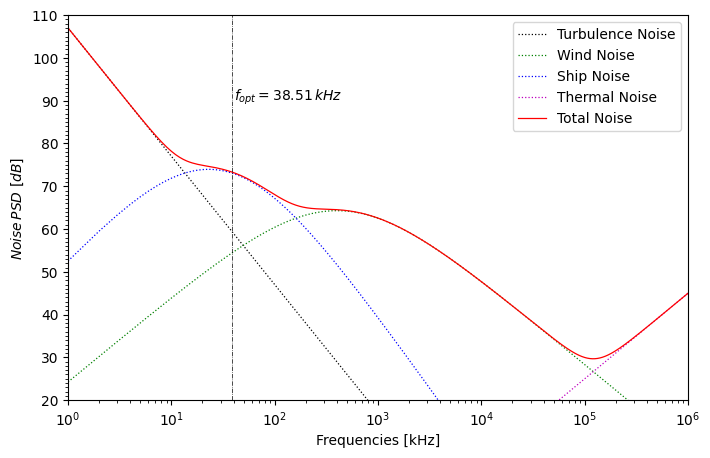 110
100
90
80
70
60
50
40
30
20
Noise PSD [dB]
Turbulence Noise
Wind Noise
Ship Noise
Thermal Noise
Total Noise
f_opt = 38.51 kHz
10^0
10^1
10^2
10^3
10^4
10^5
10^6
Frequencies [kHz]